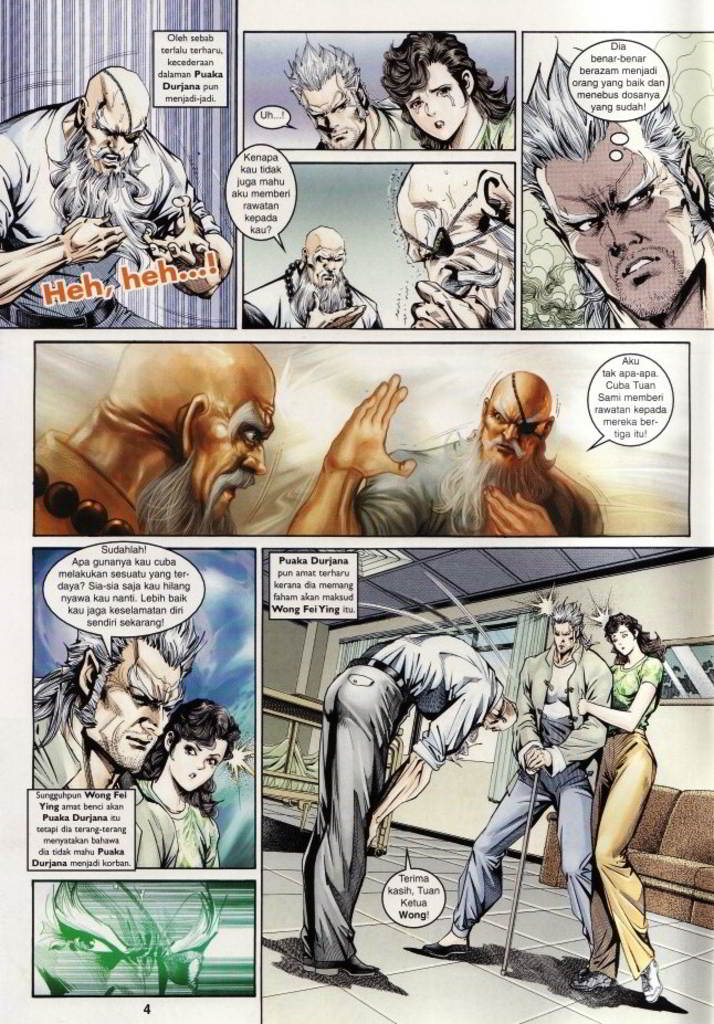 Oleh sebab
terlalu terharu,
kecederaan
dalaman Puaka
Durjana pun
menjadi-jadi.
Heh, heh...!
Uh...!
Kenapa
kau tidak
juga mahu
aku memberi
rawatan
kepada
kau?
Dia
benar-benar
berazam menjadi
orang yang baik dan
menebus dosanya
yang sudah!
Aku
tak apa-apa.
Cuba Tuan
Sami memberi
rawatan kepada
mereka ber-
tiga itu!
Sudahlah!
Apa gunanya kau cuba
melakukan sesuatu yang ter-
daya? Sia-sia saja kau hilang
nyawa kau nanti. Lebih baik
kau jaga keselamatan diri
sendiri sekarang!
Sungguhpun Wong Fei
Ying amat benci akan
Puaka Durjana itu
tetapi dia terang-terang
menyatakan bahawa
dia tidak mahu Puaka
Durjana menjadi korban.
Puaka Durjana
pun amat terharu
kerana dia memang
faham akan maksud
Wong Fei Ying itu.
Terima
kasih, Tuan
Ketua
Wong!
4